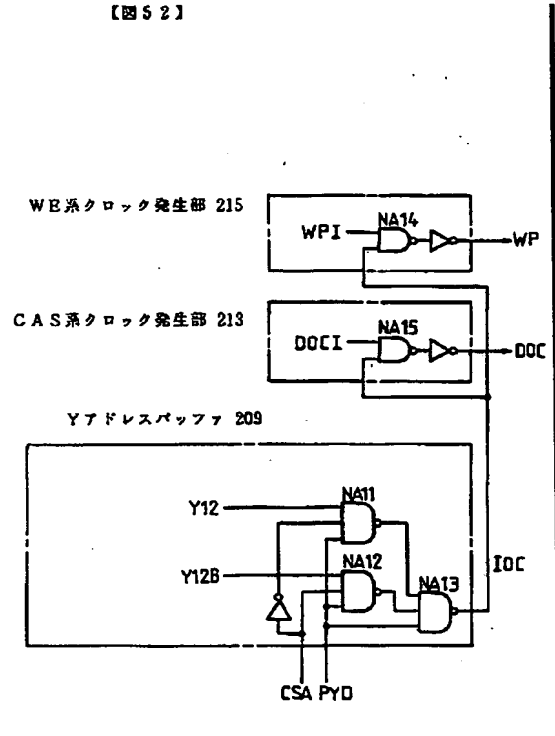 【図52】
WE系クロック発生部 215
NA14
WPI
WP
CAS系クロック発生部 213
NA15
DOCI
DOC
Yアドレスバッファ 209
NA11
Y12
IOC
NA12
Y12B
NA13
CSA PYD